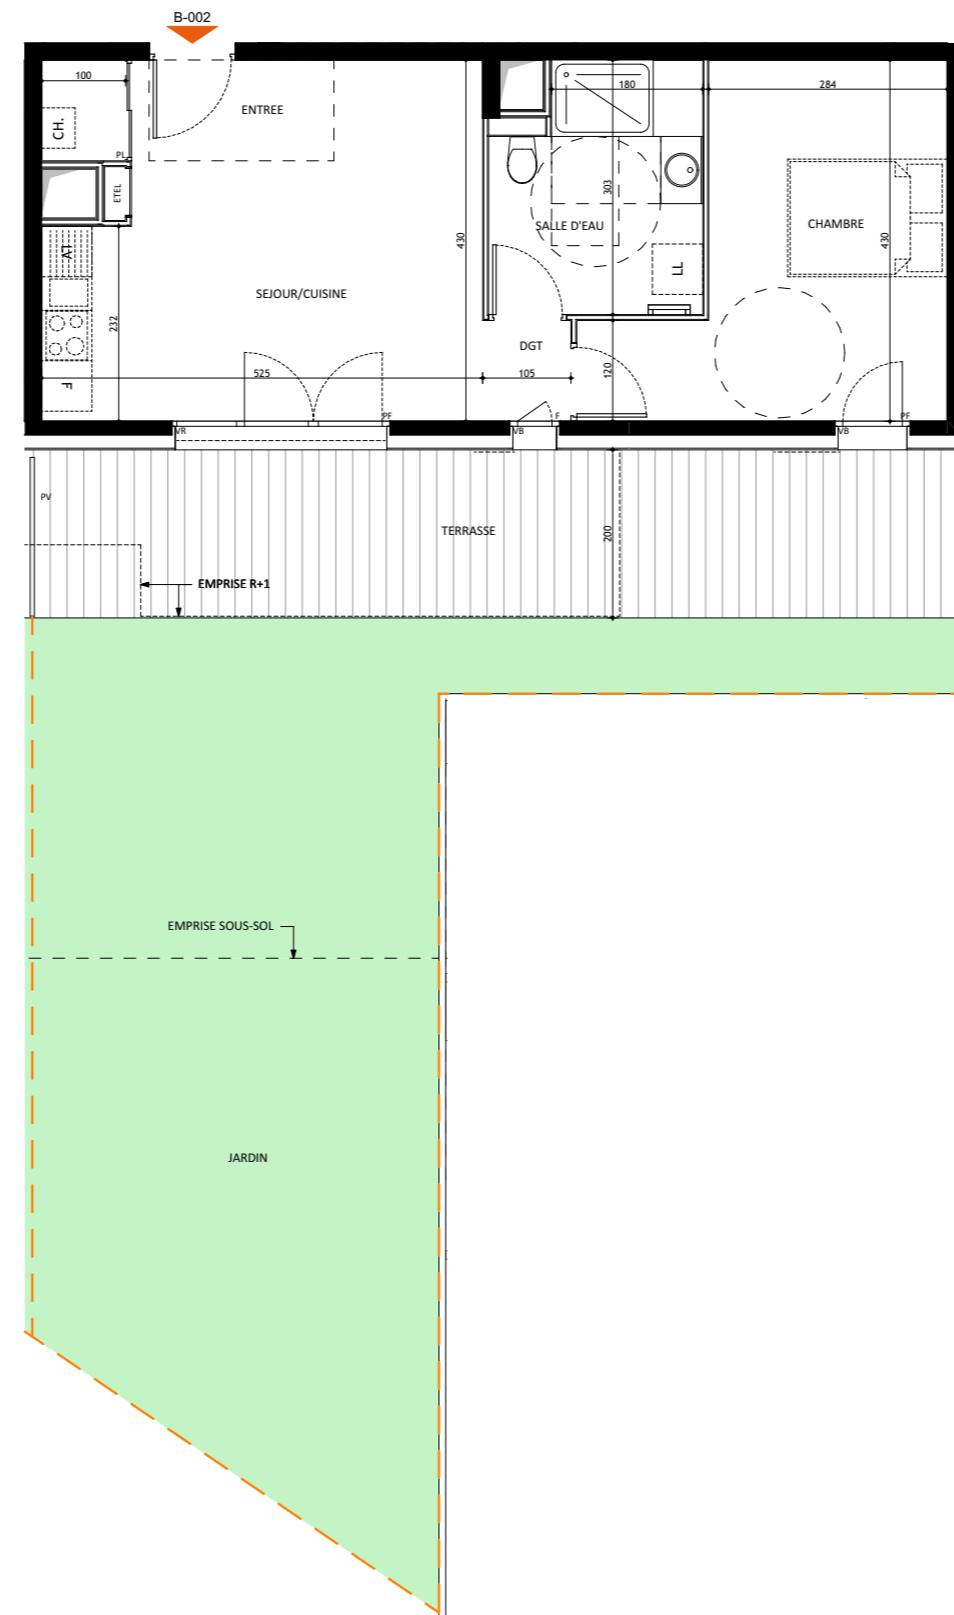 B-002
100
ENTREE
180
284
CH.
PL
ETEL
303
430
SALLE D'EAU
CHAMBRE
430
AT
SEJOUR/CUISINE
LL
232
DGT
525
105
120
F
VR
PF
VB
F
VB
PF
PV
TERRASSE
200
EMPRISE R+1
EMPRISE SOUS-SOL
JARDIN